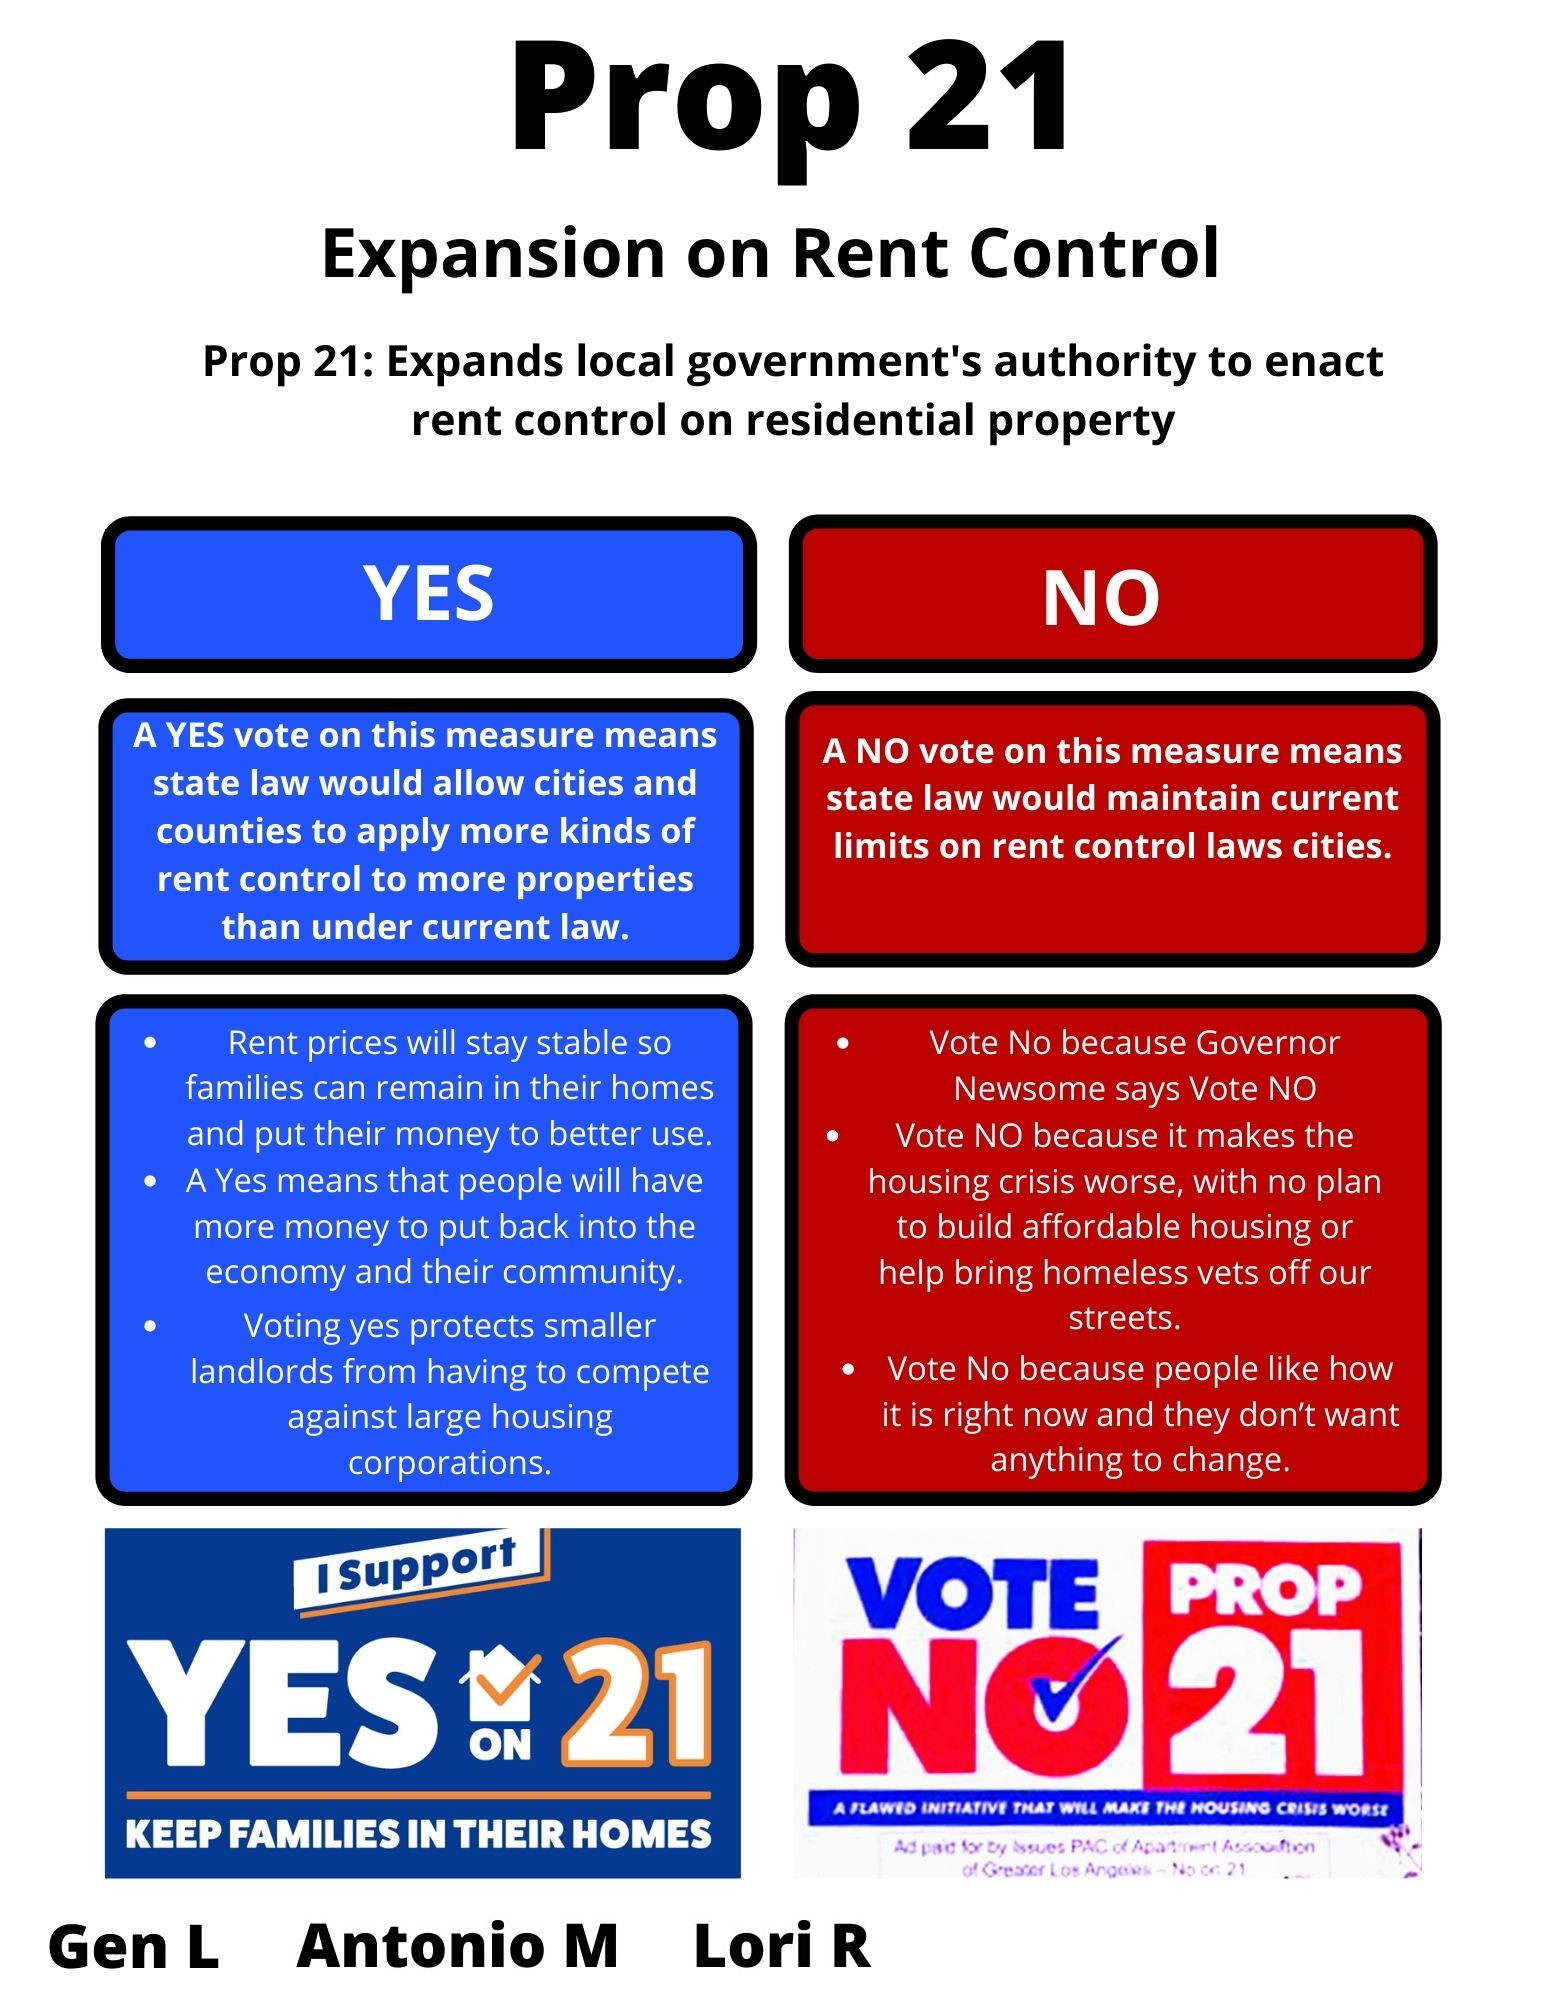 Prop 21
Expansion on Rent Control
Prop 21: Expands local government's authority to enact
rent control on residential property
YES
A YES vote on this measure means
state law would allow cities and
counties to apply more kinds of
rent control to more properties
than under current law.
• Rent prices will stay stable so
families can remain in their homes
and put their money to better use.
• A Yes means that people will have
more money to put back into the
economy and their community.
• Voting yes protects smaller
landlords from having to compete
against large housing
corporations.
I Support
YES ON 21
KEEP FAMILIES IN THEIR HOMES
NO
A NO vote on this measure means
state law would maintain current
limits on rent control laws cities.
• Vote No because Governor
Newsome says Vote NO
• Vote NO because it makes the
housing crisis worse, with no plan
to build affordable housing or
help bring homeless vets off our
streets.
• Vote No because people like how
it is right now and they don’t want
anything to change.
VOTE
NO
PROP
21
A FLAWED INITIATIVE THAT WILL MAKE THE HOUSING CRISIS WORSE
Ad paid for by Issues PAC of Apartment Association
of Greater Los Angeles – No on 21
Gen L Antonio M Lori R